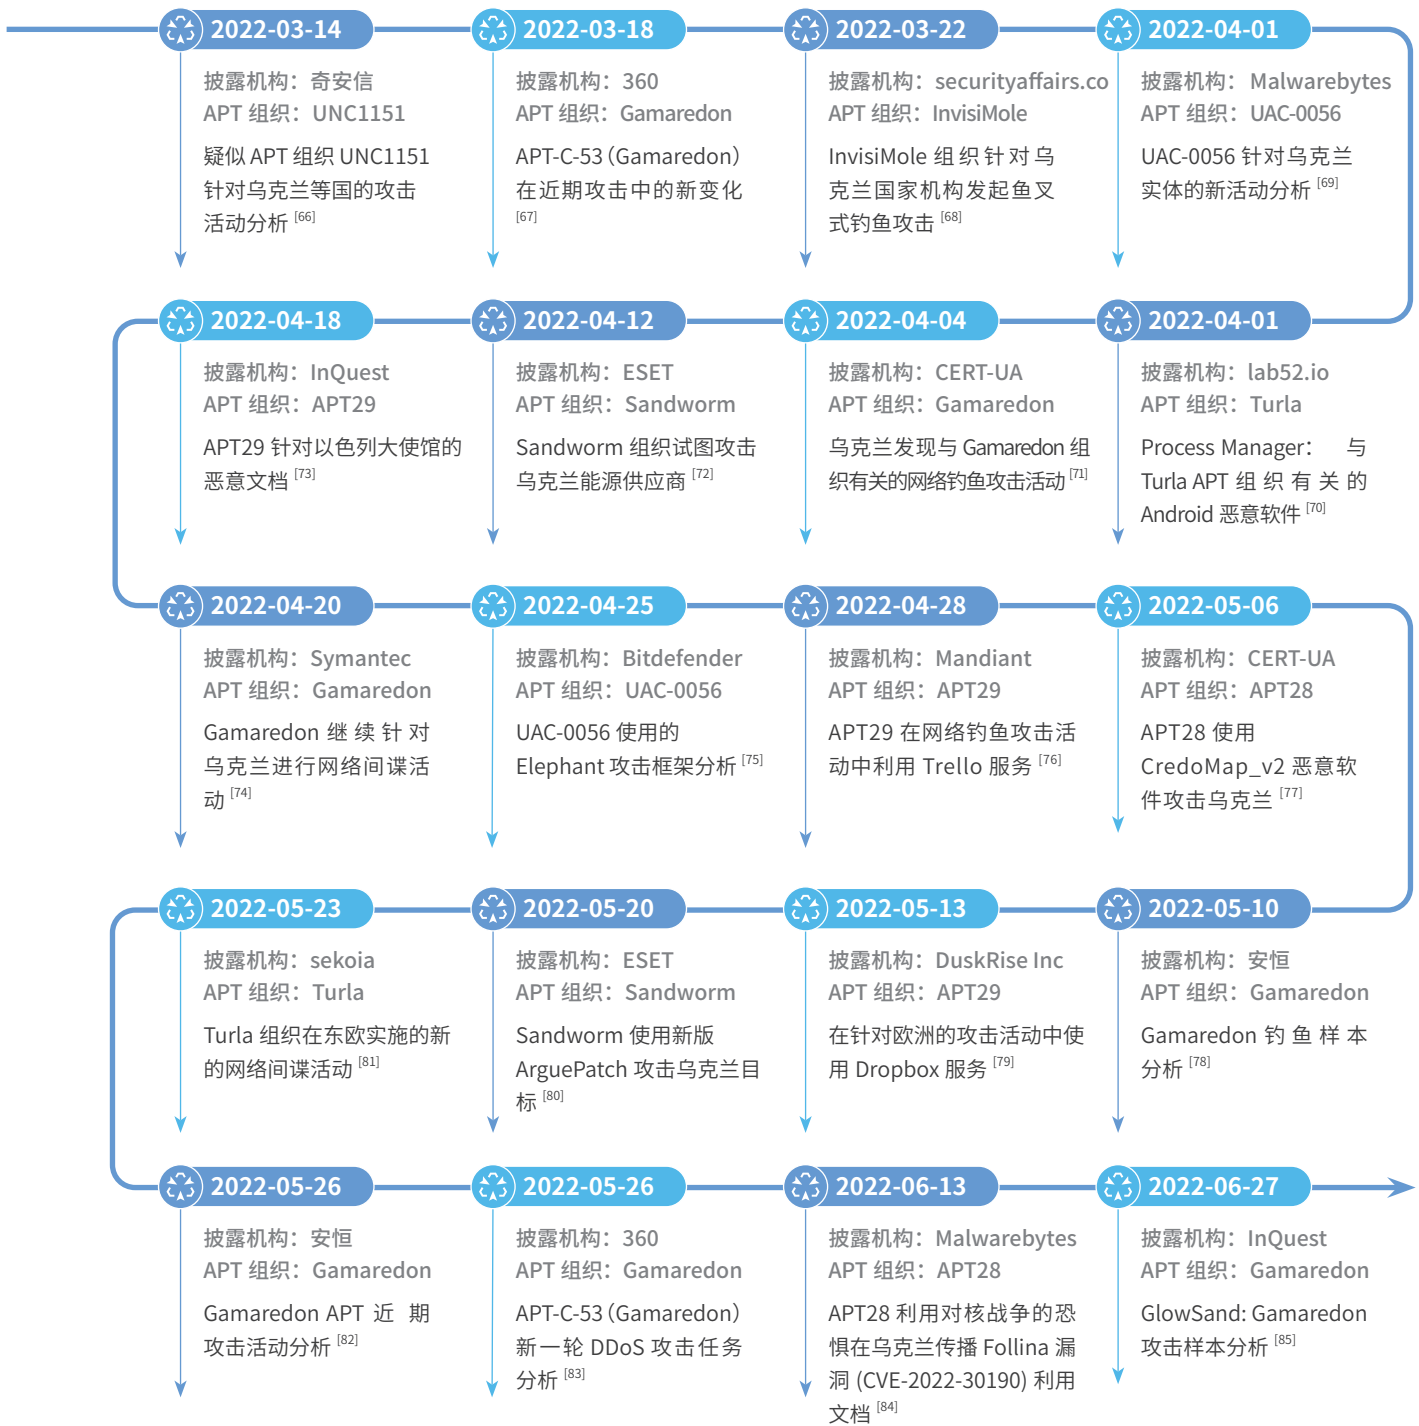 2022-03-14
披露机构：奇安信
APT 组织：UNC1151
疑似 APT 组织 UNC1151
针对乌克兰等国的攻击
活动分析 [66]
2022-03-18
披露机构：360
APT 组织：Gamaredon
APT-C-53（Gamaredon）
在近期攻击中的新变化
[67]
2022-03-22
披露机构：securityaffairs.co
APT 组织：InvisiMole
InvisiMole 组织针对乌
克兰国家机构发起鱼叉
式钓鱼攻击 [68]
2022-04-01
披露机构：Malwarebytes
APT 组织：UAC-0056
UAC-0056 针对乌克兰
实体的新活动分析 [69]
2022-04-01
披露机构：lab52.io
APT 组织：Turla
Process Manager： 与
Turla APT 组织有关的
Android 恶意软件 [70]
2022-04-04
披露机构：CERT-UA
APT 组织：Gamaredon
乌克兰发现与 Gamaredon 组
织有关的网络钓鱼攻击活动 [71]
2022-04-12
披露机构：ESET
APT 组织：Sandworm
Sandworm 组织试图攻击
乌克兰能源供应商 [72]
2022-04-18
披露机构：InQuest
APT 组织：APT29
APT29 针对以色列大使馆的
恶意文档 [73]
2022-04-20
披露机构：Symantec
APT 组织：Gamaredon
Gamaredon 继续针对
乌克兰进行网络间谍活
动 [74]
2022-04-25
披露机构：Bitdefender
APT 组织：UAC-0056
UAC-0056 使用的
Elephant 攻击框架分析 [75]
2022-04-28
披露机构：Mandiant
APT 组织：APT29
APT29 在网络钓鱼攻击活
动中利用 Trello 服务 [76]
2022-05-06
披露机构：CERT-UA
APT 组织：APT28
APT28 使用
CredoMap_v2 恶意软
件攻击乌克兰 [77]
2022-05-10
披露机构：安恒
APT 组织：Gamaredon
Gamaredon 钓鱼样本
分析 [78]
2022-05-13
披露机构：DuskRise Inc
APT 组织：APT29
在针对欧洲的攻击活动中使
用 Dropbox 服务 [79]
2022-05-20
披露机构：ESET
APT 组织：Sandworm
Sandworm 使用新版
ArguePatch 攻击乌克兰目
标 [80]
2022-05-23
披露机构：sekoia
APT 组织：Turla
Turla 组织在东欧实施的新
的网络间谍活动 [81]
2022-05-26
披露机构：安恒
APT 组织：Gamaredon
Gamaredon APT 近期
攻击活动分析 [82]
2022-05-26
披露机构：360
APT 组织：Gamaredon
APT-C-53（Gamaredon）
新一轮 DDoS 攻击任务
分析 [83]
2022-06-13
披露机构：Malwarebytes
APT 组织：APT28
APT28 利用对核战争的恐
惧在乌克兰传播 Follina 漏
洞 (CVE-2022-30190) 利用
文档 [84]
2022-06-27
披露机构：InQuest
APT 组织：Gamaredon
GlowSand: Gamaredon
攻击样本分析 [85]